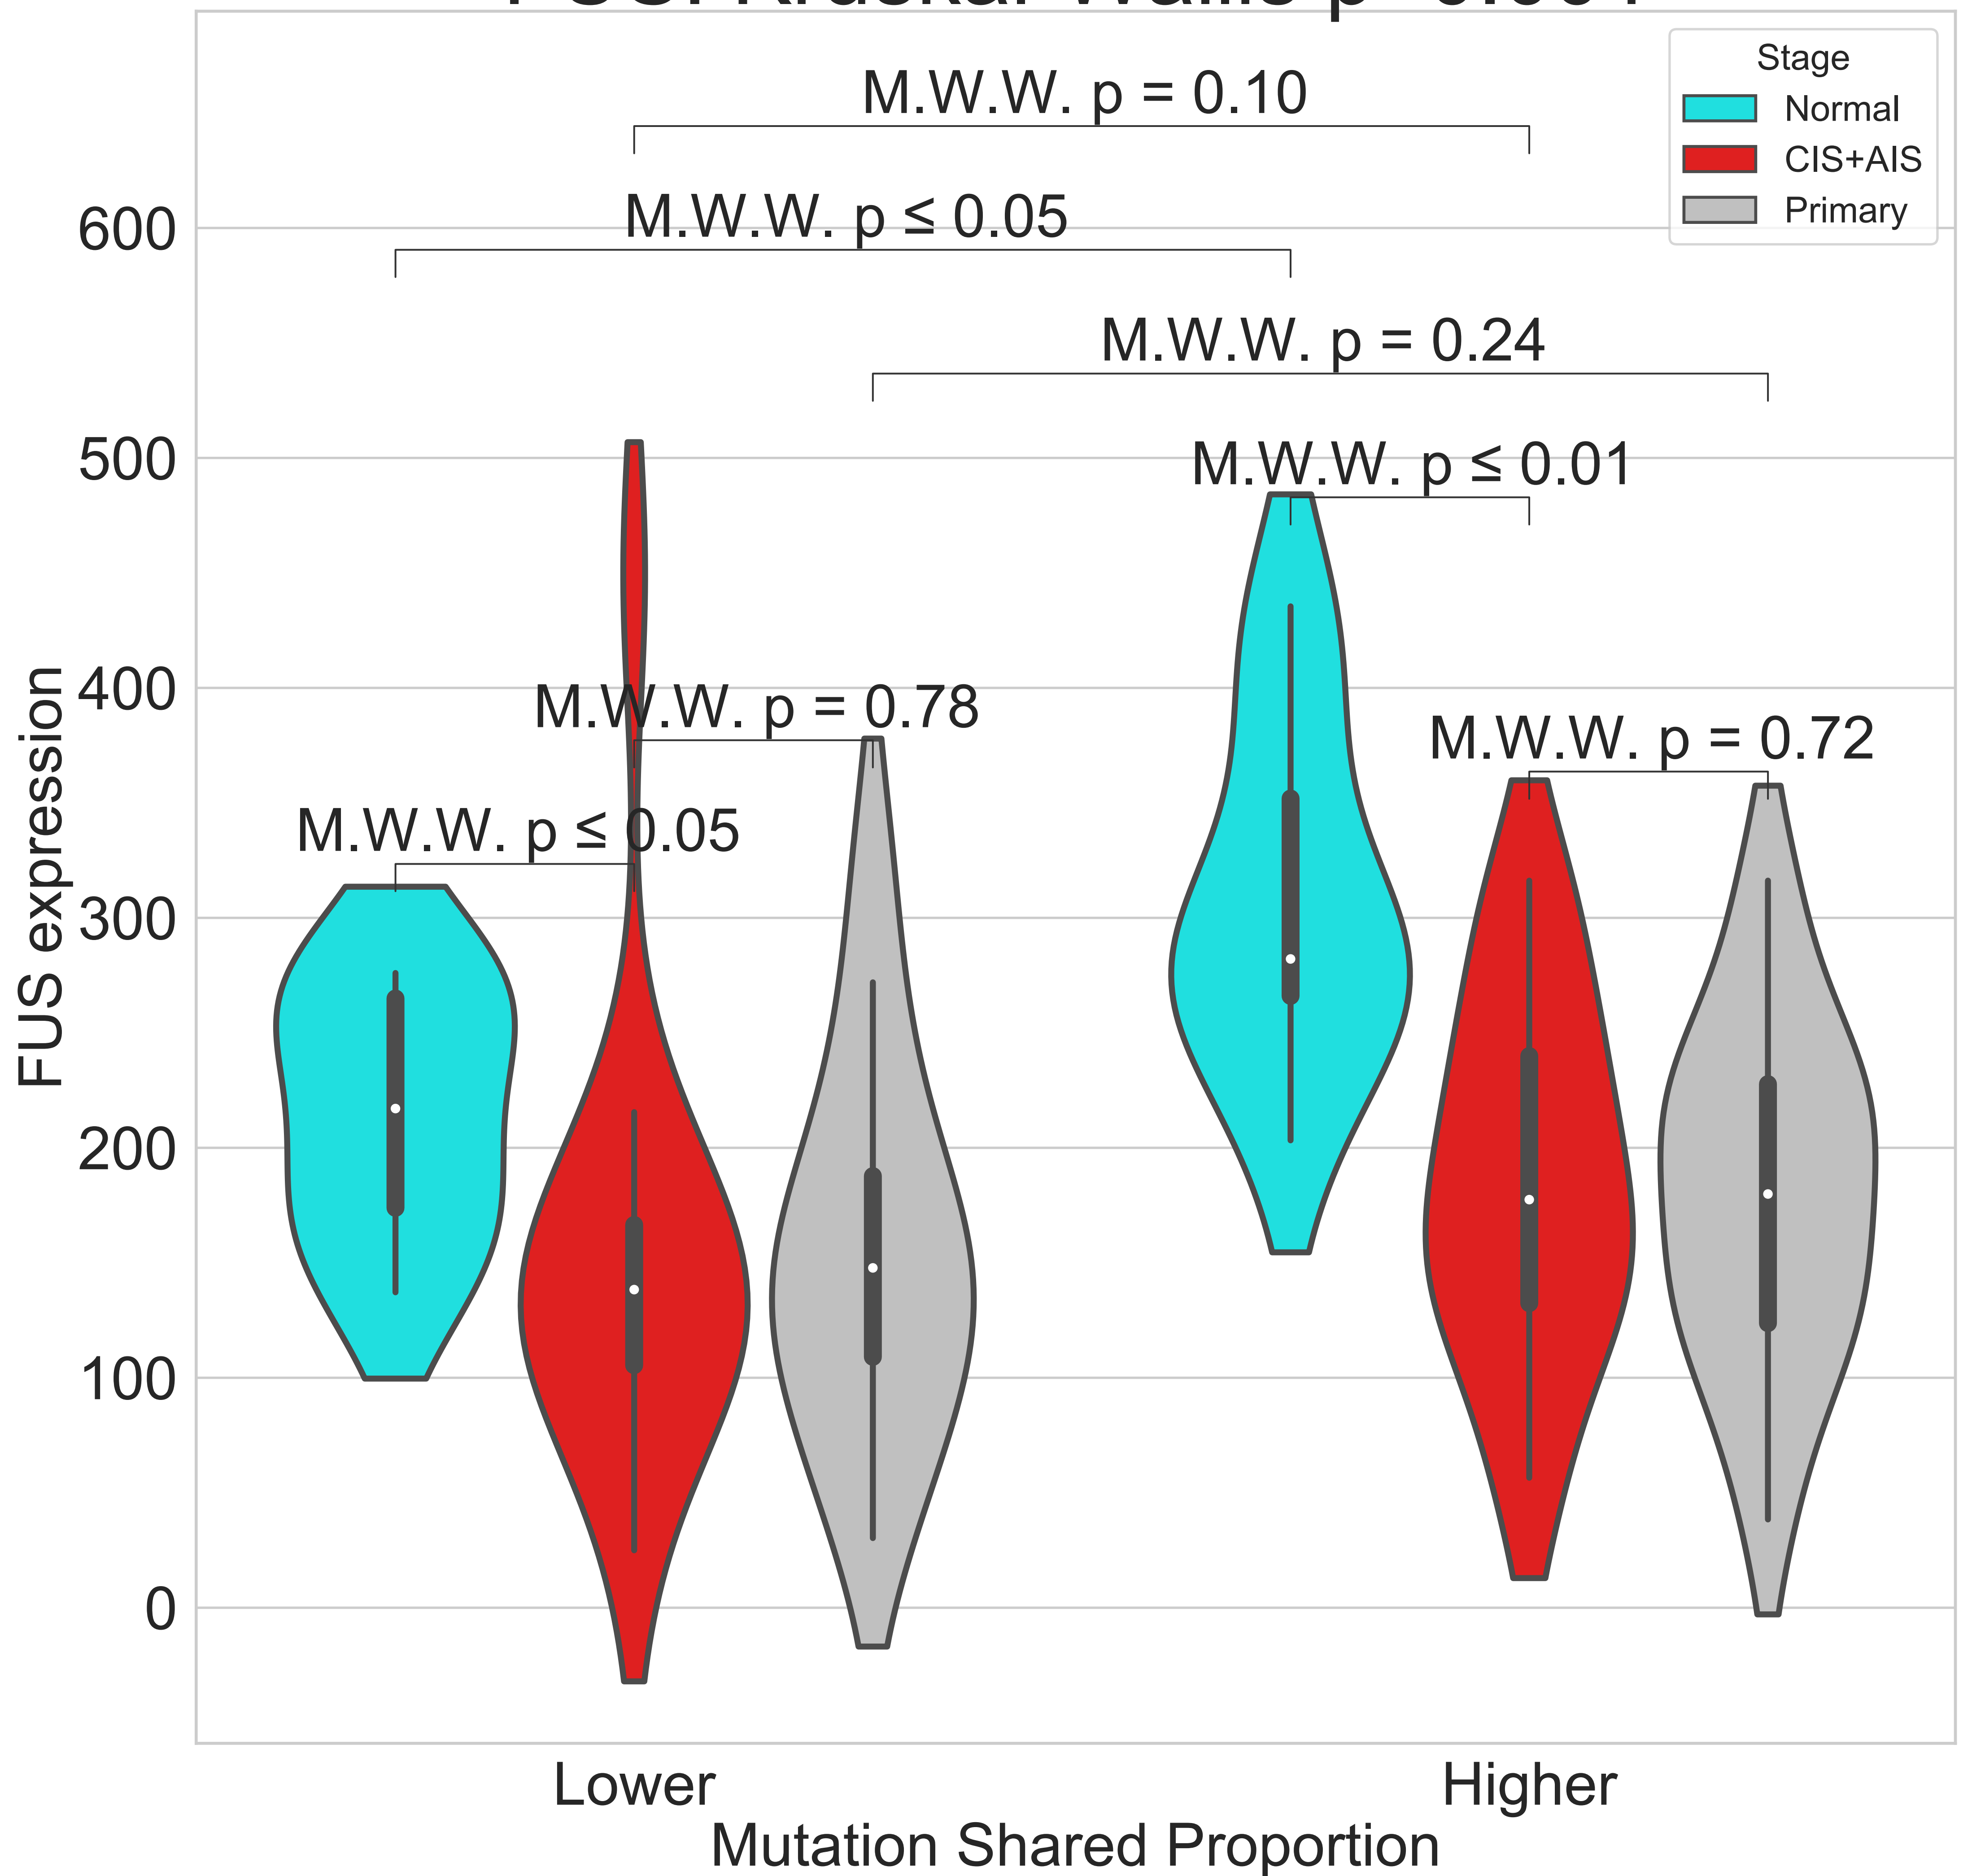 Stage
Normal
CIS+AIS
Primary
M.W.W. p = 0.10
M.W.W. p ≤ 0.05
M.W.W. p = 0.24
M.W.W. p ≤ 0.01
M.W.W. p = 0.78
M.W.W. p = 0.72
M.W.W. p ≤ 0.05
600
500
400
300
200
100
0
FUS expression
Lower
Higher
Mutation Shared Proportion